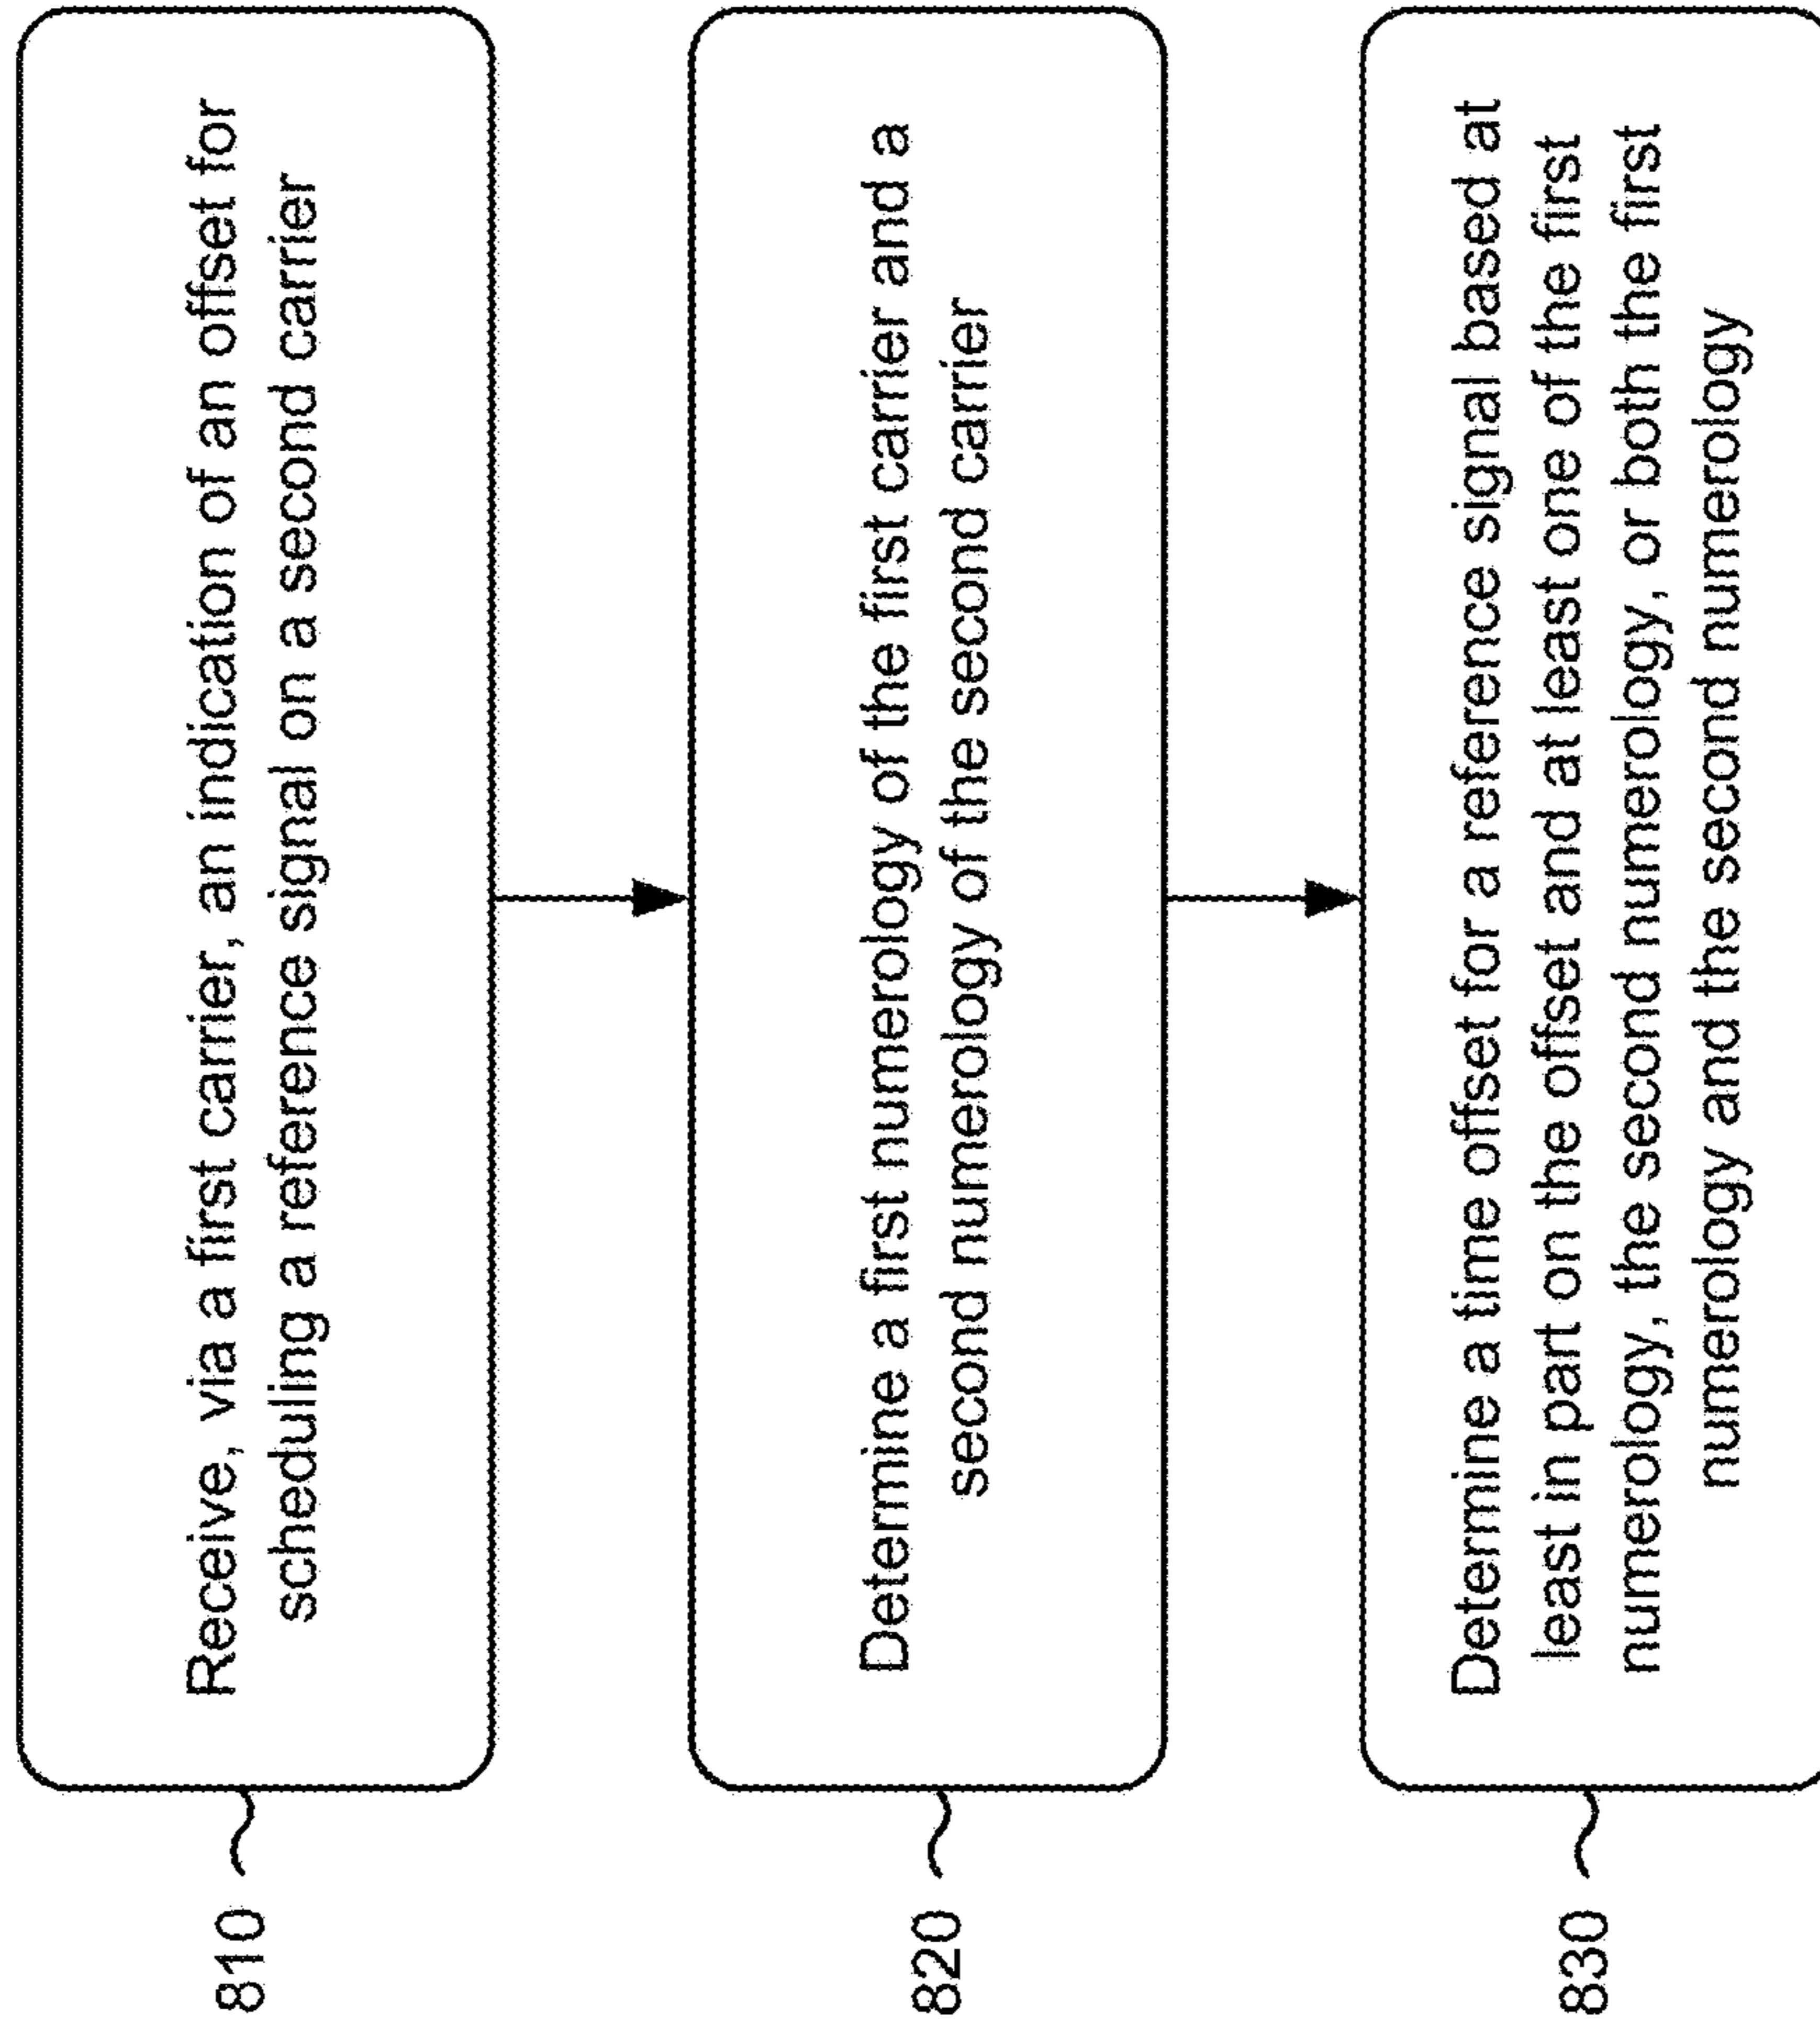 810
Receive, via a first carrier, an indication of an offset for
scheduling a reference signal on a second carrier
820
Determine a first numerology of the first carrier and a
second numerology of the second carrier
830
Determine a time offset for a reference signal based at
least in part on the offset and at least one of the first
numerology, the second numerology, or both the first
numerology and the second numerology